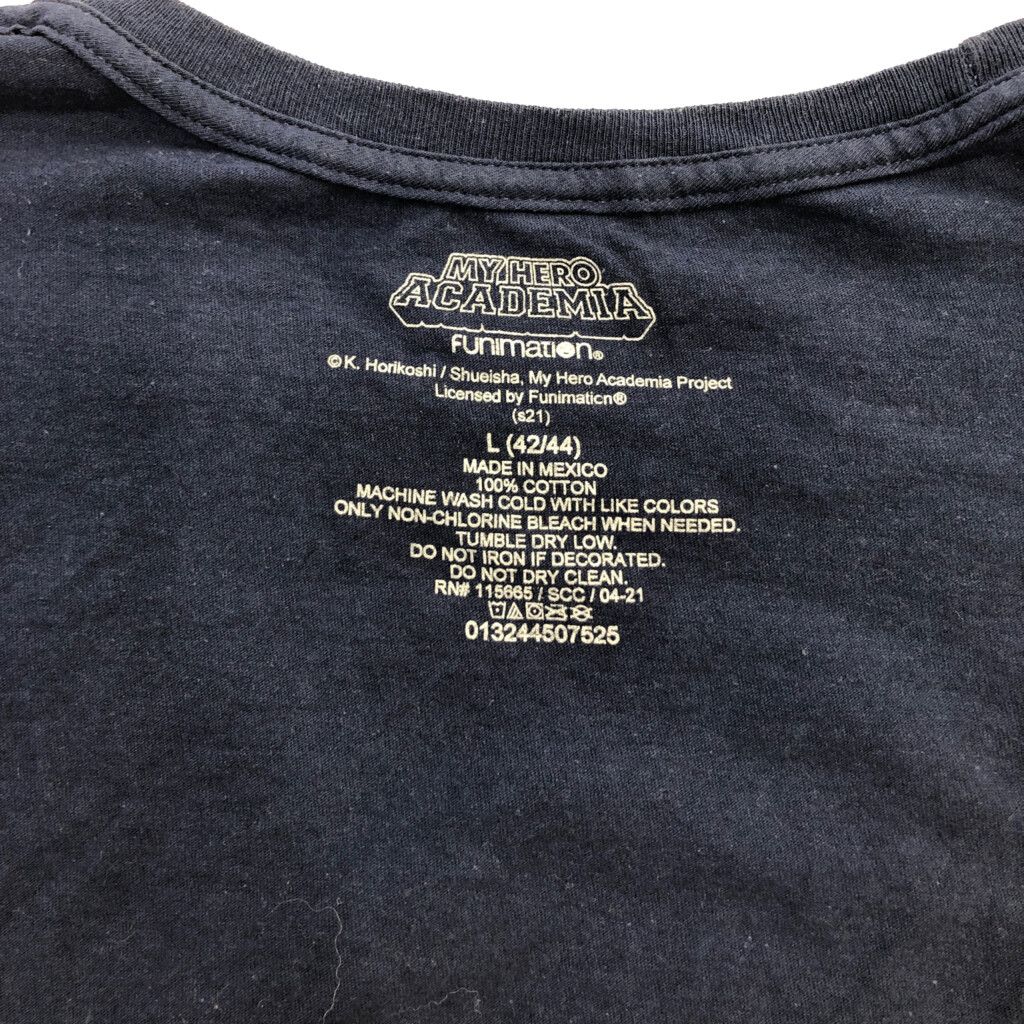 MY HERO
ACADEMIA
FUNIMATION®
©K. Horikoshi / Shueisha, My Hero Academia Project
Licensed by Funimation®
(s21)
L (42/44)
MADE IN MEXICO
100% COTTON
MACHINE WASH COLD WITH LIKE COLORS
ONLY NON-CHLORINE BLEACH WHEN NEEDED.
TUMBLE DRY LOW.
DO NOT IRON IF DECORATED.
DO NOT DRY CLEAN.
RN# 115665 / SCC / 04-21
013244507525